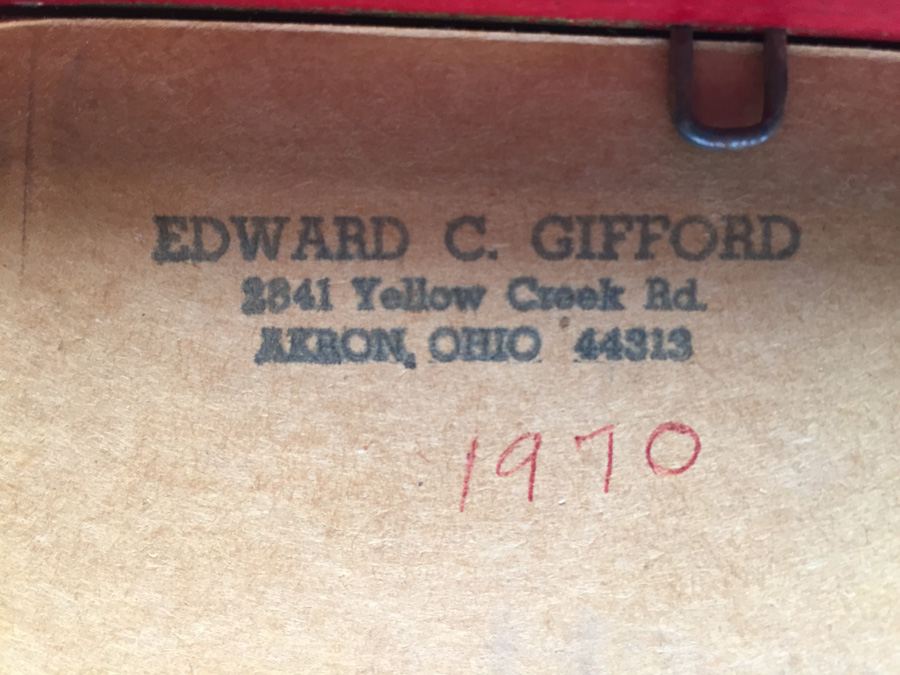 EDWARD C. GIFFORD
2841 Yellow Creek Rd.
AKRON, OHIO 44313
1970